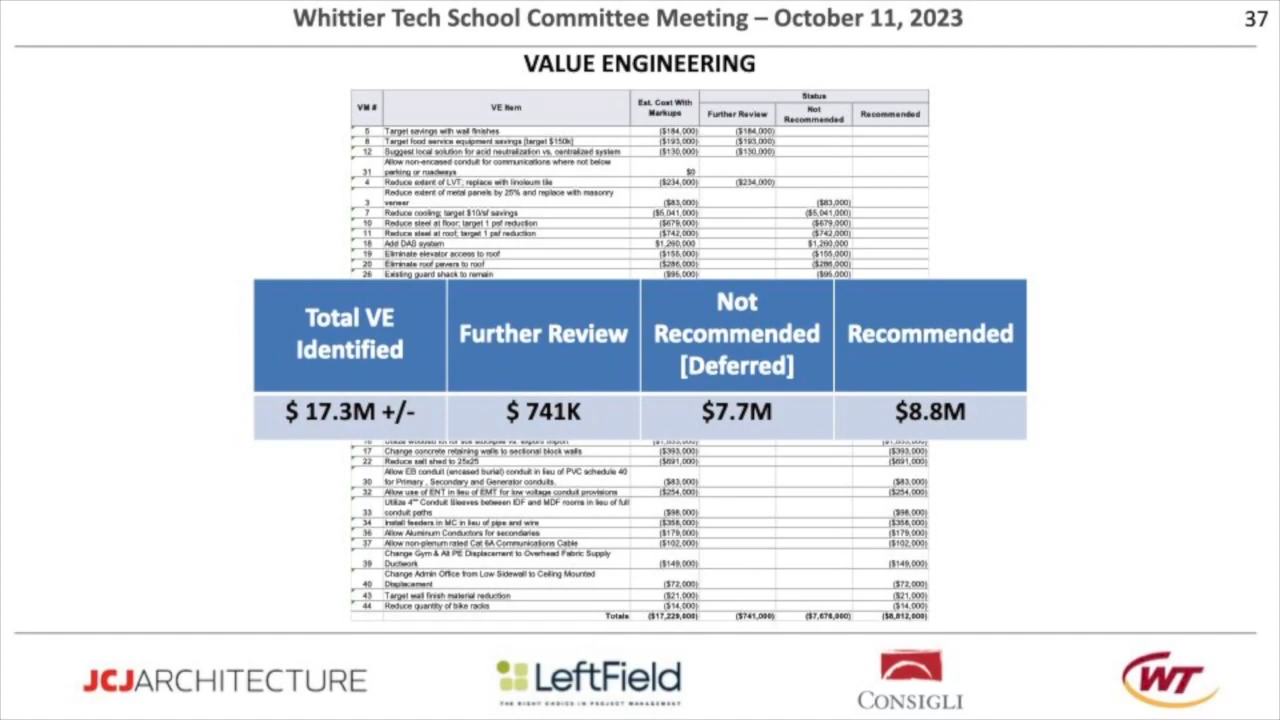 Whittier Tech School Committee Meeting – October 11, 2023
37
VALUE ENGINEERING
VM # VE Item Est. Cost With Markups Status
Further Review Not Recommended Recommended
5 Target savings with wall finishes ($184,000) ($184,000)
8 Target food service equipment savings [target $150k] ($193,000) ($193,000)
12 Suggest local solution for acid neutralization vs. centralized system ($130,000) ($130,000)
Allow non-encased conduit for communications where not below
31 parking or roadways $0
4 Reduce extent of LVT; replace with linoleum tile ($234,000) ($234,000)
Reduce extent of metal panels by 25% and replace with masonry
3 veneer ($83,000) ($83,000)
7 Reduce cooling; target $10/sf savings ($5,041,000) ($5,041,000)
10 Reduce steel at floor; target 1 psf reduction ($679,000) ($679,000)
11 Reduce steel at roof; target 1 psf reduction ($742,000) ($742,000)
18 Add DAS system $1,260,000 $1,260,000
19 Eliminate elevator access to roof ($155,000) ($155,000)
20 Eliminate roof pavers to roof ($286,000) ($286,000)
26 Existing guard shack to remain ($95,000) ($95,000)
Total VE Identified Further Review Not Recommended [Deferred] Recommended
$ 17.3M +/- $ 741K $7.7M $8.8M
17 Change concrete retaining walls to sectional block walls ($393,000) ($393,000)
22 Reduce salt shed to 25x25 ($691,000) ($691,000)
Allow EB conduit (encased burial) conduit in lieu of PVC schedule 40
30 for Primary , Secondary and Generator conduits. ($83,000) ($83,000)
32 Allow use of ENT in lieu of EMT for low voltage conduit provisions ($254,000) ($254,000)
Utilize 4"" Conduit Sleeves between IDF and MDF rooms in lieu of full
33 conduit paths ($98,000) ($98,000)
34 Install feeders in MC in lieu of pipe and wire ($358,000) ($358,000)
36 Allow Aluminum Conductors for secondaries ($179,000) ($179,000)
37 Allow non-plenum rated Cat 6A Communications Cable ($102,000) ($102,000)
Change Gym & Alt PE Displacement to Overhead Fabric Supply
39 Ductwork ($149,000) ($149,000)
Change Admin Office from Low Sidewall to Ceiling Mounted
40 Displacement ($72,000) ($72,000)
43 Target wall finish material reduction ($21,000) ($21,000)
44 Reduce quantity of bike racks ($14,000) ($14,000)
Totals ($17,229,000) ($741,000) ($7,676,000) ($8,812,000)
JCJARCHITECTURE
LeftField
THE RIGHT CHOICE IN PROJECT MANAGEMENT
CONSIGLI
WT